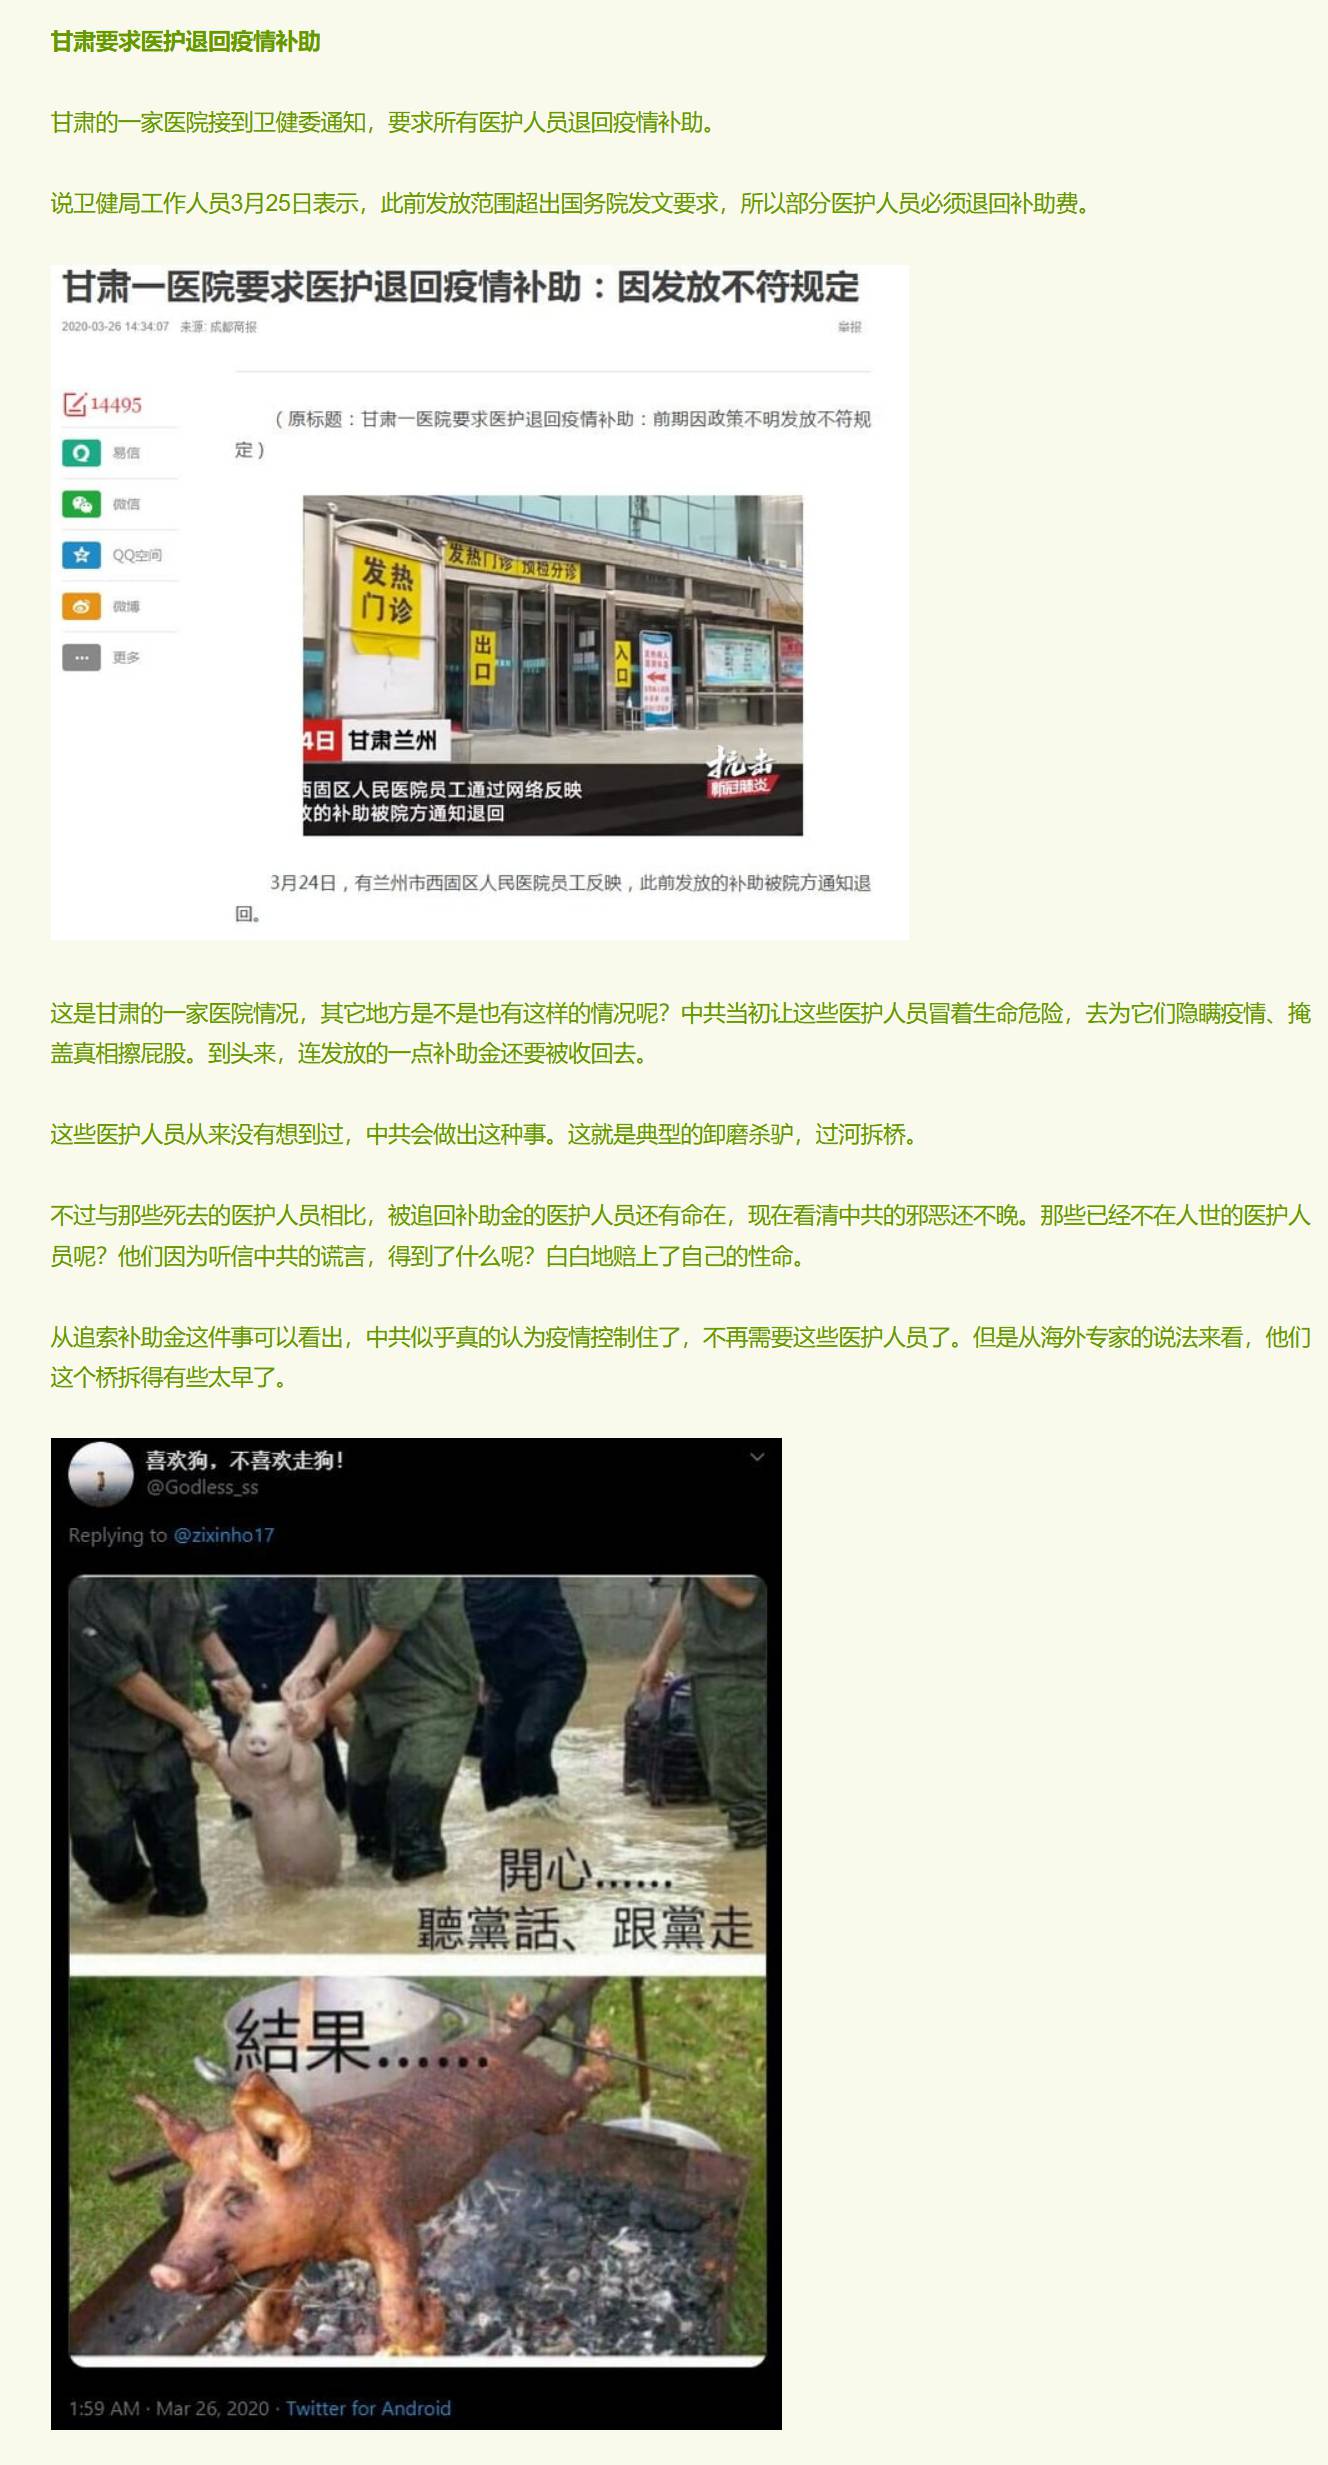 甘肃要求医护退回疫情补助
甘肃的一家医院接到卫健委通知，要求所有医护人员退回疫情补助。
说卫健局工作人员3月25日表示，此前发放范围超出国务院发文要求，所以部分医护人员必须退回补助费。
甘肃一医院要求医护退回疫情补助：因发放不符规定
2020-03-26 14:34:07 来源: 成都商报
举报
14495
（原标题：甘肃一医院要求医护退回疫情补助：前期因政策不明发放不符规
定）
易信
微信
QQ空间
微博
更多
发热
门诊
发热门诊 预检分诊
出口
入口
4日 甘肃兰州
西固区人民医院员工通过网络反映
放的补助被院方通知退回
抗击
新冠肺炎
3月24日，有兰州市西固区人民医院员工反映，此前发放的补助被院方通知退
回。
这是甘肃的一家医院情况，其它地方是不是也有这样的情况呢？中共当初让这些医护人员冒着生命危险，去为它们隐瞒疫情、掩
盖真相擦屁股。到头来，连发放的一点补助金还要被收回去。
这些医护人员从来没有想到过，中共会做出这种事。这就是典型的卸磨杀驴，过河拆桥。
不过与那些死去的医护人员相比，被追回补助金的医护人员还有命在，现在看清中共的邪恶还不晚。那些已经不在人世的医护人
员呢？他们因为听信中共的谎言，得到了什么呢？白白地赔上了自己的性命。
从追索补助金这件事可以看出，中共似乎真的认为疫情控制住了，不再需要这些医护人员了。但是从海外专家的说法来看，他们
这个桥拆得有些太早了。
喜欢狗，不喜欢走狗！
@Godless_ss
Replying to @zixinho17
開心......
聽黨話、跟黨走
結果......
1:59 AM · Mar 26, 2020 · Twitter for Android